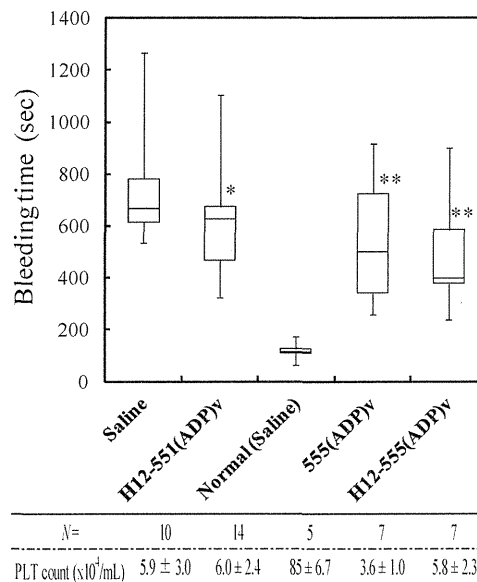 Bleeding time (sec)
1400
1200
1000
800
600
400
200
0
*
**
**
Saline
H12-551(ADP)v
Normal (Saline)
555(ADP)v
H12-555(ADP)v
N= 10 14 5 7 7
PLT count (x10⁴/mL) 5.9 ± 3.0 6.0 ± 2.4 85 ± 6.7 3.6 ± 1.0 5.8 ± 2.3